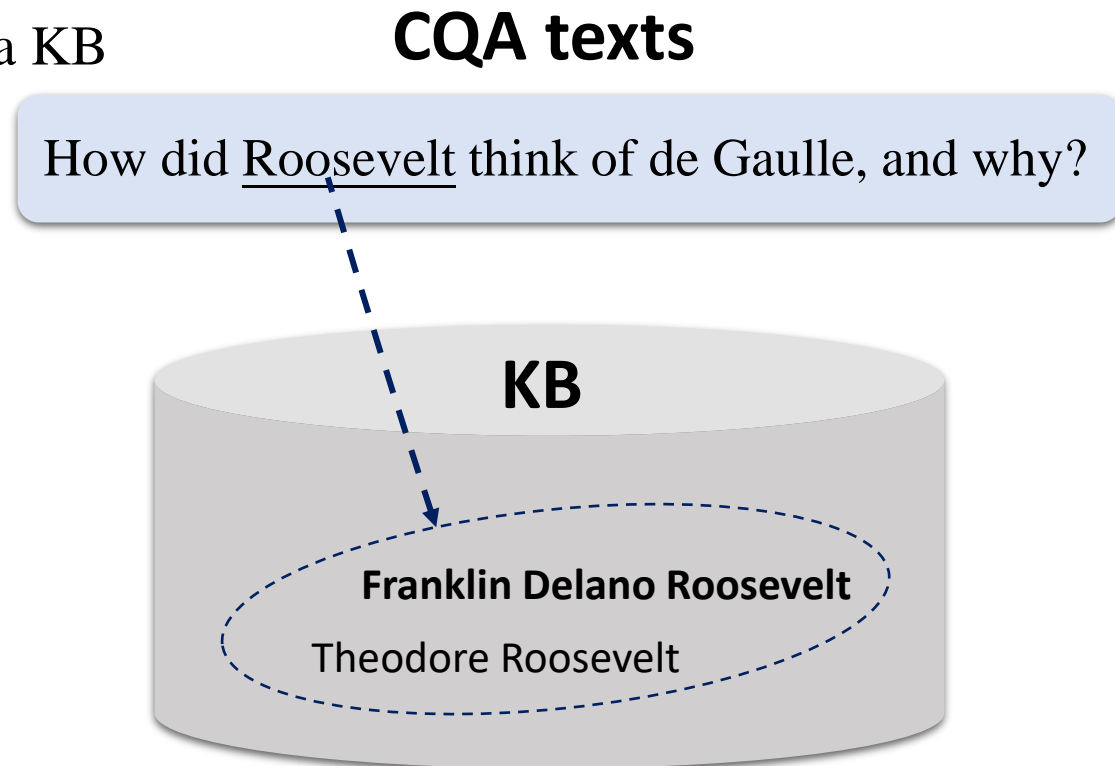 a KB
CQA texts
How did Roosevelt think of de Gaulle, and why?
KB
Franklin Delano Roosevelt
Theodore Roosevelt